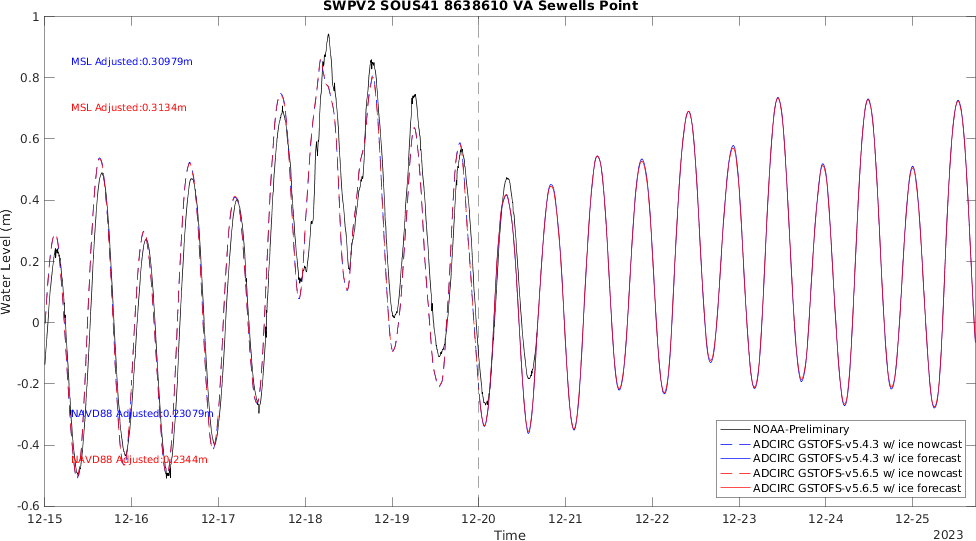 SWPV2 SOUS41 8638610 VA Sewells Point
1
0.8
0.6
0.4
0.2
0
-0.2
-0.4
-0.6
Water Level (m)
MSL Adjusted:0.30979m
MSL Adjusted:0.3134m
NAVD88 Adjusted:0.23079m
NAVD88 Adjusted:0.2344m
NOAA-Preliminary
ADCIRC GSTOFS-v5.4.3 w/ ice nowcast
ADCIRC GSTOFS-v5.4.3 w/ ice forecast
ADCIRC GSTOFS-v5.6.5 w/ ice nowcast
ADCIRC GSTOFS-v5.6.5 w/ ice forecast
12-15 12-16 12-17 12-18 12-19 12-20 12-21 12-22 12-23 12-24 12-25
Time
2023